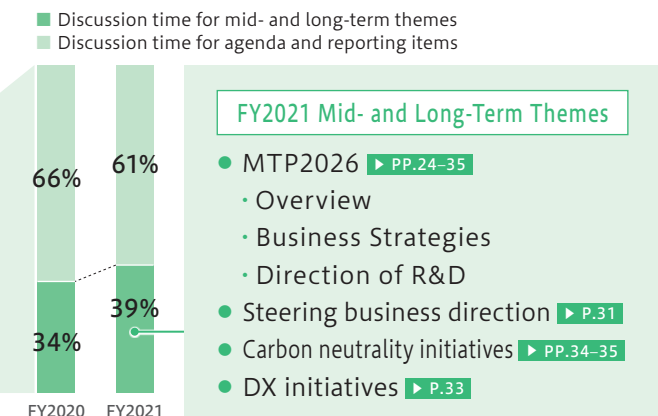 Discussion time for mid- and long-term themes
Discussion time for agenda and reporting items
66%
61%
34%
39%
FY2020
FY2021
FY2021 Mid- and Long-Term Themes
● MTP2026 ▶ PP.24–35
・Overview
・Business Strategies
・Direction of R&D
● Steering business direction ▶ P.31
● Carbon neutrality initiatives ▶ PP.34–35
● DX initiatives ▶ P.33